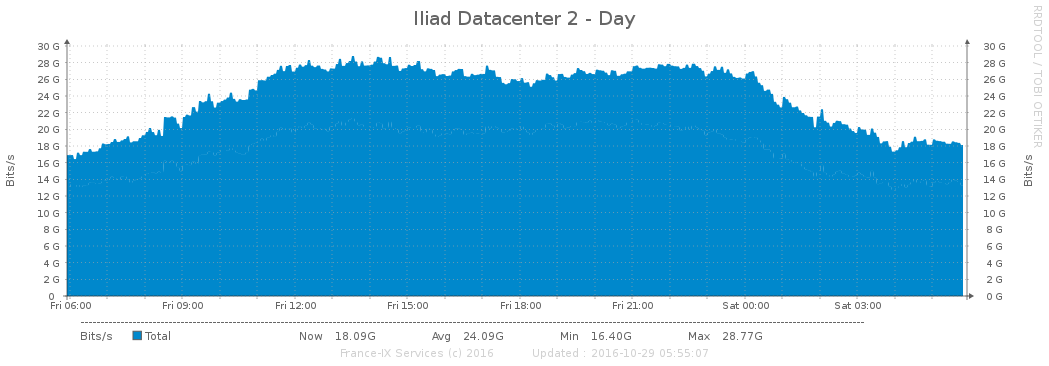 Iliad Datacenter 2 - Day
RRDTOOL / TOBI OETIKER
30 G 30 G
28 G 28 G
26 G 26 G
24 G 24 G
22 G 22 G
20 G 20 G
18 G 18 G
16 G 16 G
14 G 14 G
12 G 12 G
10 G 10 G
8 G 8 G
6 G 6 G
4 G 4 G
2 G 2 G
0 0 G
Bits/s
Bits/s
Fri 06:00 Fri 09:00 Fri 12:00 Fri 15:00 Fri 18:00 Fri 21:00 Sat 00:00 Sat 03:00
Bits/s Total Now 18.09G Avg 24.09G Min 16.40G Max 28.77G
France-IX Services (c) 2016 Updated : 2016-10-29 05:55:07